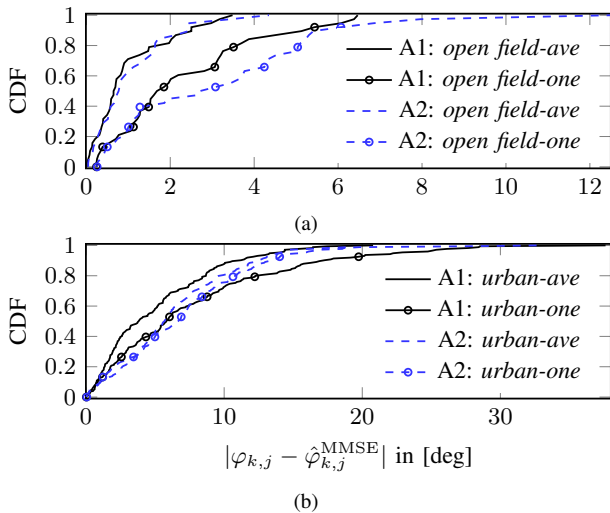 1
0.8
0.6
0.4
0.2
0
CDF
A1: open field-ave
A1: open field-one
A2: open field-ave
A2: open field-one
0 2 4 6 8 10 12
(a)
1
0.8
0.6
0.4
0.2
0
CDF
A1: urban-ave
A1: urban-one
A2: urban-ave
A2: urban-one
0 10 20 30
|φ_{k,j} − φ̂_{k,j}^{MMSE}| in [deg]
(b)